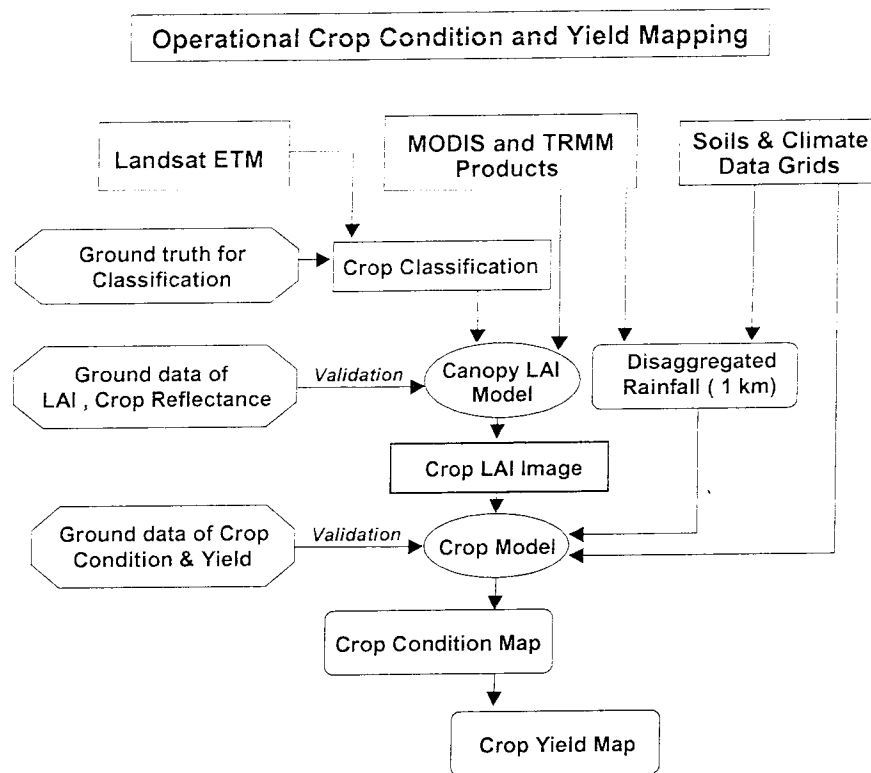 Operational Crop Condition and Yield Mapping
Landsat ETM
MODIS and TRMM
Products
Soils & Climate
Data Grids
Ground truth for
Classification
Crop Classification
Ground data of
LAI , Crop Reflectance
Validation
Canopy LAI
Model
Disaggregated
Rainfall ( 1 km)
Crop LAI Image
Ground data of Crop
Condition & Yield
Validation
Crop Model
Crop Condition Map
Crop Yield Map